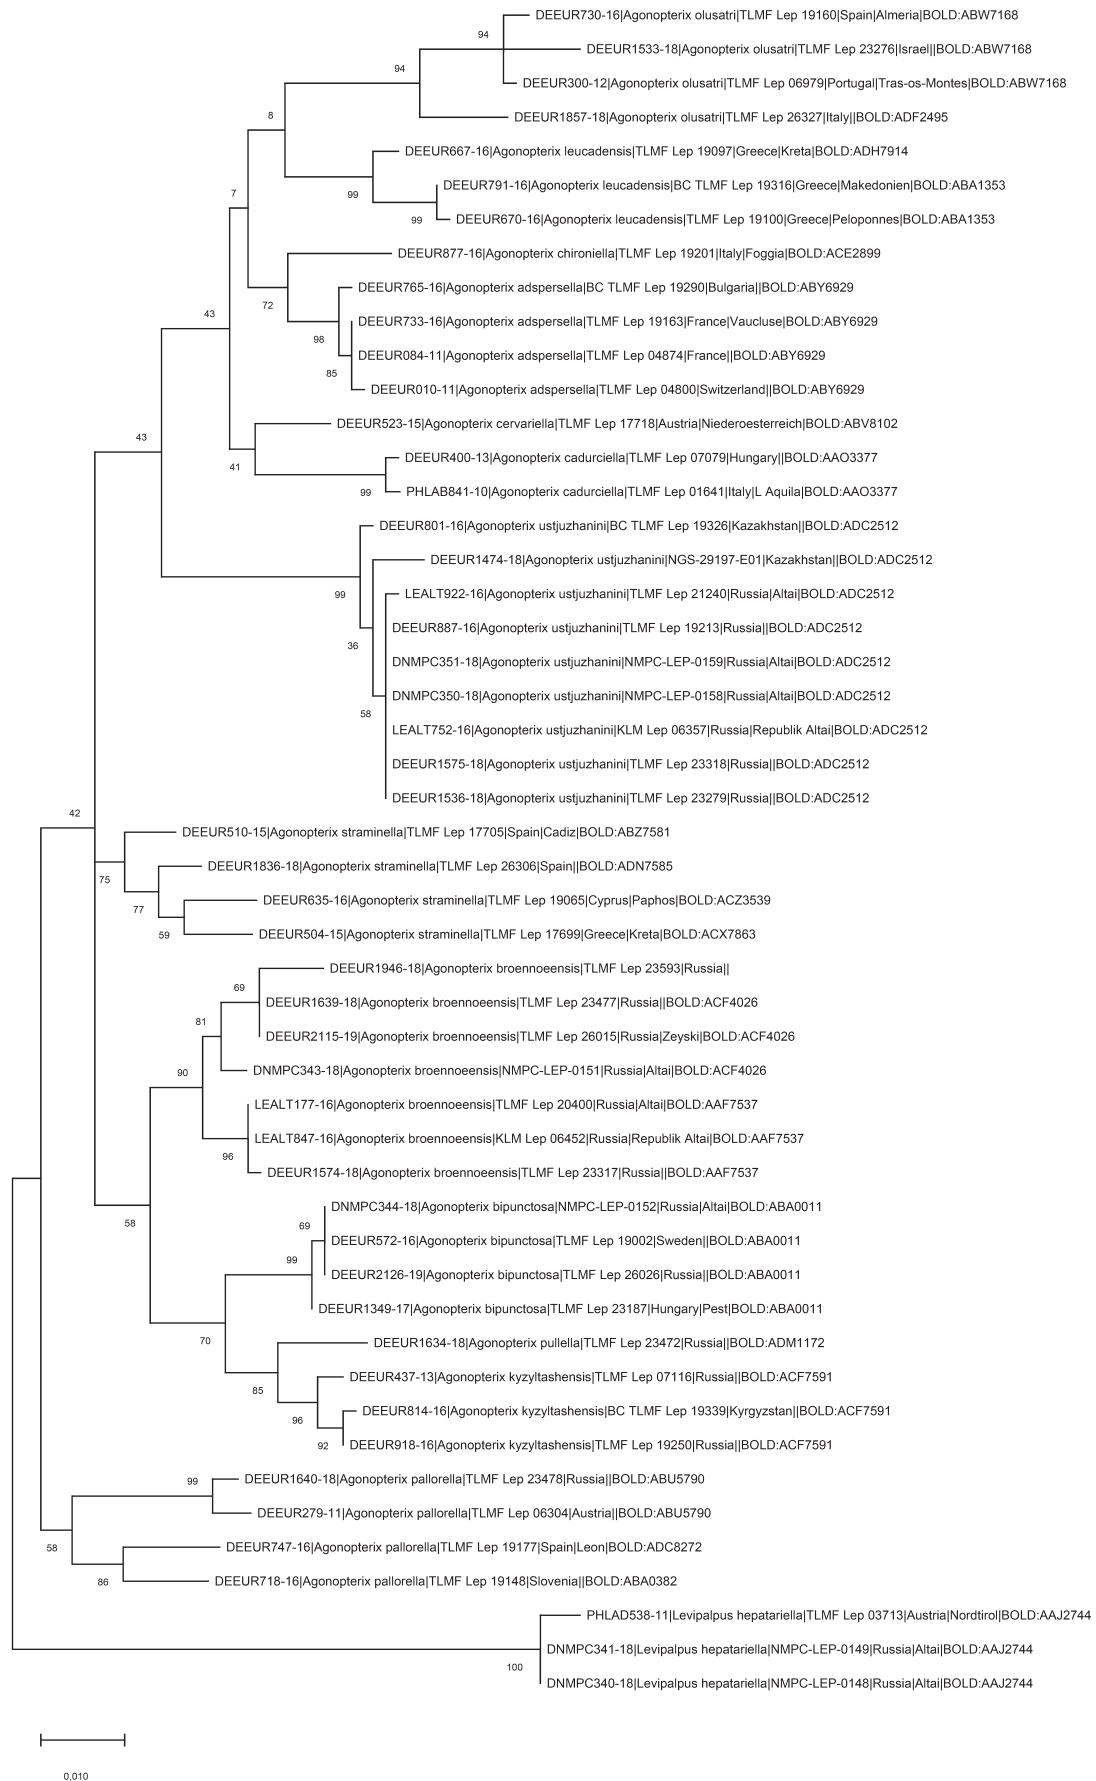 DEEUR730-16|Agonopterix olusatri|TLMF Lep 19160|Spain|Almeria|BOLD:ABW7168
94
DEEUR1533-18|Agonopterix olusatri|TLMF Lep 23276|Israel||BOLD:ABW7168
94
DEEUR300-12|Agonopterix olusatri|TLMF Lep 06979|Portugal|Tras-os-Montes|BOLD:ABW7168
8
DEEUR1857-18|Agonopterix olusatri|TLMF Lep 26327|Italy||BOLD:ADF2495
DEEUR667-16|Agonopterix leucadensis|TLMF Lep 19097|Greece|Kreta|BOLD:ADH7914
7
99
DEEUR791-16|Agonopterix leucadensis|BC TLMF Lep 19316|Greece|Makedonien|BOLD:ABA1353
99
DEEUR670-16|Agonopterix leucadensis|TLMF Lep 19100|Greece|Peloponnes|BOLD:ABA1353
DEEUR877-16|Agonopterix chironiella|TLMF Lep 19201|Italy|Foggia|BOLD:ACE2899
72
DEEUR765-16|Agonopterix adspersella|BC TLMF Lep 19290|Bulgaria||BOLD:ABY6929
43
DEEUR733-16|Agonopterix adspersella|TLMF Lep 19163|France|Vaucluse|BOLD:ABY6929
98
DEEUR084-11|Agonopterix adspersella|TLMF Lep 04874|France||BOLD:ABY6929
85
DEEUR010-11|Agonopterix adspersella|TLMF Lep 04800|Switzerland||BOLD:ABY6929
DEEUR523-15|Agonopterix cervariella|TLMF Lep 17718|Austria|Niederoesterreich|BOLD:ABV8102
43
DEEUR400-13|Agonopterix cadurciella|TLMF Lep 07079|Hungary||BOLD:AAO3377
41
99
PHLAB841-10|Agonopterix cadurciella|TLMF Lep 01641|Italy|L Aquila|BOLD:AAO3377
DEEUR801-16|Agonopterix ustjuzhanini|BC TLMF Lep 19326|Kazakhstan||BOLD:ADC2512
DEEUR1474-18|Agonopterix ustjuzhanini|NGS-29197-E01|Kazakhstan||BOLD:ADC2512
99
LEALT922-16|Agonopterix ustjuzhanini|TLMF Lep 21240|Russia|Altai|BOLD:ADC2512
DEEUR887-16|Agonopterix ustjuzhanini|TLMF Lep 19213|Russia||BOLD:ADC2512
36
DNMPC351-18|Agonopterix ustjuzhanini|NMPC-LEP-0159|Russia|Altai|BOLD:ADC2512
DNMPC350-18|Agonopterix ustjuzhanini|NMPC-LEP-0158|Russia|Altai|BOLD:ADC2512
58
LEALT752-16|Agonopterix ustjuzhanini|KLM Lep 06357|Russia|Republik Altai|BOLD:ADC2512
DEEUR1575-18|Agonopterix ustjuzhanini|TLMF Lep 23318|Russia||BOLD:ADC2512
DEEUR1536-18|Agonopterix ustjuzhanini|TLMF Lep 23279|Russia||BOLD:ADC2512
42
DEEUR510-15|Agonopterix straminella|TLMF Lep 17705|Spain|Cadiz|BOLD:ABZ7581
DEEUR1836-18|Agonopterix straminella|TLMF Lep 26306|Spain||BOLD:ADN7585
75
DEEUR635-16|Agonopterix straminella|TLMF Lep 19065|Cyprus|Paphos|BOLD:ACZ3539
77
DEEUR504-15|Agonopterix straminella|TLMF Lep 17699|Greece|Kreta|BOLD:ACX7863
59
DEEUR1946-18|Agonopterix broennoeensis|TLMF Lep 23593|Russia||
69
DEEUR1639-18|Agonopterix broennoeensis|TLMF Lep 23477|Russia||BOLD:ACF4026
81
DEEUR2115-19|Agonopterix broennoeensis|TLMF Lep 26015|Russia|Zeyski|BOLD:ACF4026
90
DNMPC343-18|Agonopterix broennoeensis|NMPC-LEP-0151|Russia|Altai|BOLD:ACF4026
LEALT177-16|Agonopterix broennoeensis|TLMF Lep 20400|Russia|Altai|BOLD:AAF7537
LEALT847-16|Agonopterix broennoeensis|KLM Lep 06452|Russia|Republik Altai|BOLD:AAF7537
96
DEEUR1574-18|Agonopterix broennoeensis|TLMF Lep 23317|Russia||BOLD:AAF7537
DNMPC344-18|Agonopterix bipunctosa|NMPC-LEP-0152|Russia|Altai|BOLD:ABA0011
58
69
DEEUR572-16|Agonopterix bipunctosa|TLMF Lep 19002|Sweden||BOLD:ABA0011
99
DEEUR2126-19|Agonopterix bipunctosa|TLMF Lep 26026|Russia||BOLD:ABA0011
DEEUR1349-17|Agonopterix bipunctosa|TLMF Lep 23187|Hungary|Pest|BOLD:ABA0011
70
DEEUR1634-18|Agonopterix pullella|TLMF Lep 23472|Russia||BOLD:ADM1172
DEEUR437-13|Agonopterix kyzyltashensis|TLMF Lep 07116|Russia||BOLD:ACF7591
85
DEEUR814-16|Agonopterix kyzyltashensis|BC TLMF Lep 19339|Kyrgyzstan||BOLD:ACF7591
96
DEEUR918-16|Agonopterix kyzyltashensis|TLMF Lep 19250|Russia||BOLD:ACF7591
92
DEEUR1640-18|Agonopterix pallorella|TLMF Lep 23478|Russia||BOLD:ABU5790
99
DEEUR279-11|Agonopterix pallorella|TLMF Lep 06304|Austria||BOLD:ABU5790
58
DEEUR747-16|Agonopterix pallorella|TLMF Lep 19177|Spain|Leon|BOLD:ADC8272
86
DEEUR718-16|Agonopterix pallorella|TLMF Lep 19148|Slovenia||BOLD:ABA0382
PHLAD538-11|Levipalpus hepatariella|TLMF Lep 03713|Austria|Nordtirol|BOLD:AAJ2744
DNMPC341-18|Levipalpus hepatariella|NMPC-LEP-0149|Russia|Altai|BOLD:AAJ2744
100
DNMPC340-18|Levipalpus hepatariella|NMPC-LEP-0148|Russia|Altai|BOLD:AAJ2744
0,010